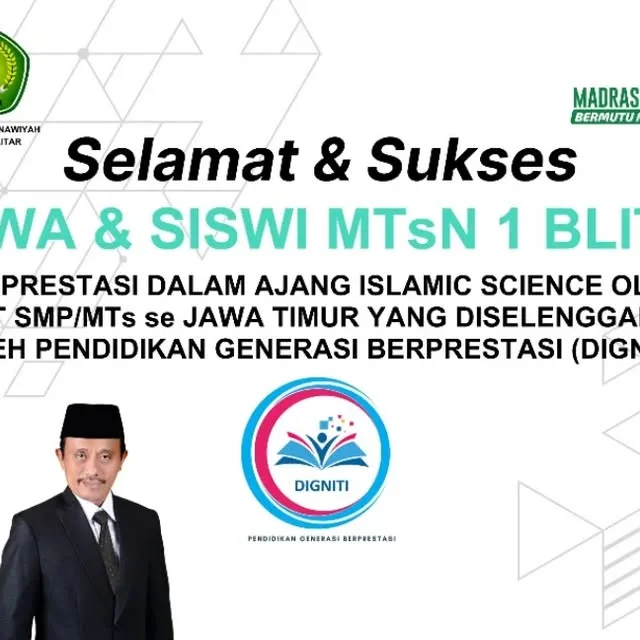 NAWIYAH
ITAR
MADRAS
BERMUTU
Selamat & Sukses
WA & SISWI MTsN 1 BLIT
PRESTASI DALAM AJANG ISLAMIC SCIENCE OL
T SMP/MTs se JAWA TIMUR YANG DISELENGGA
EH PENDIDIKAN GENERASI BERPRESTASI (DIGN
DIGNITI
PENDIDIKAN GENERASI BERPRESTASI